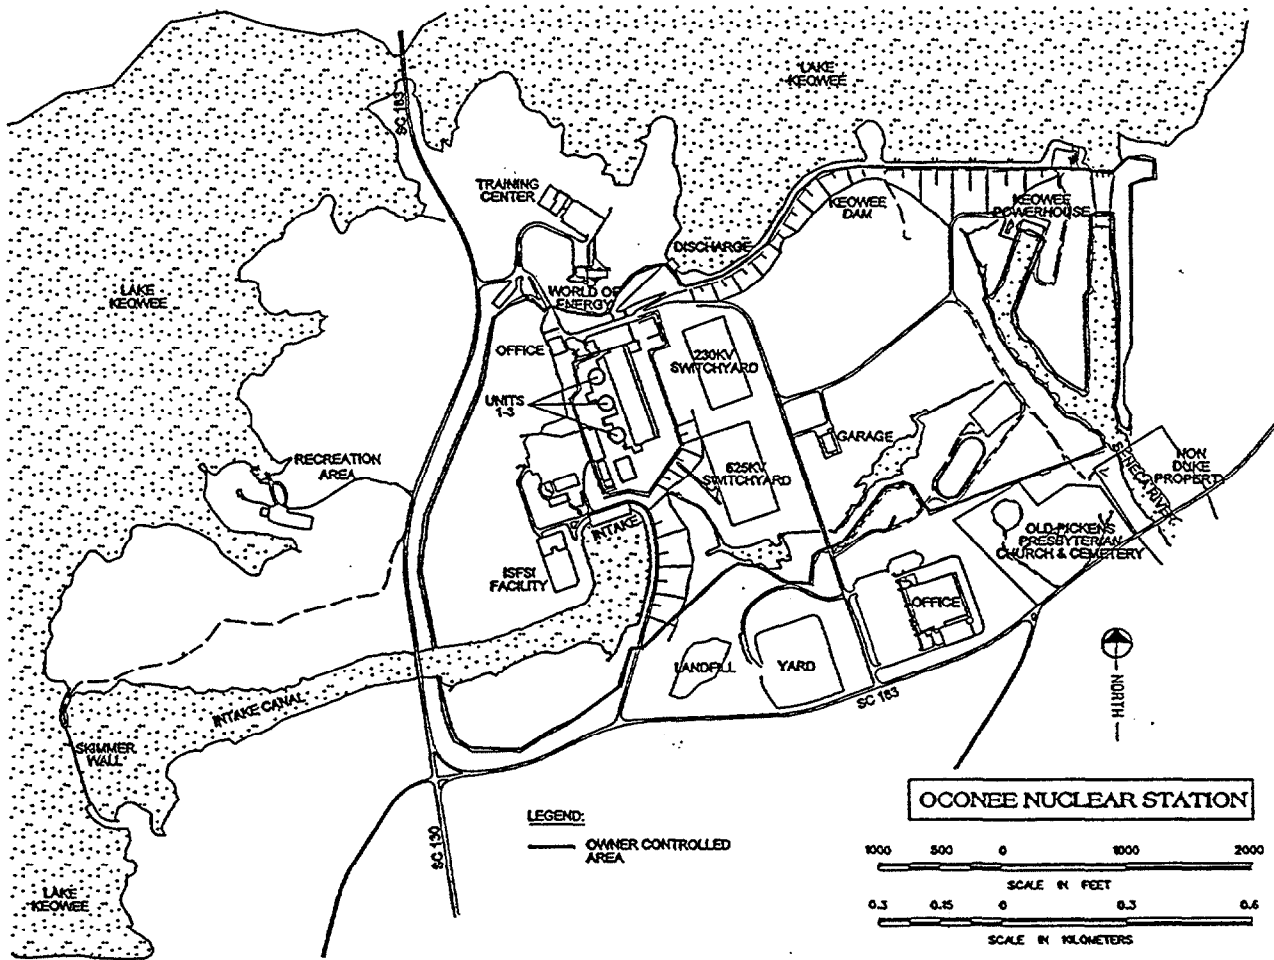 LAKE
KEOWEE
SC 183
TRAINING
CENTER
KEOWEE
DAM
KEOWEE
POWERHOUSE
DISCHARGE
LAKE
KEOWEE
WORLD OF
ENERGY
OFFICE
230KV
SWITCHYARD
UNITS
1-3
GARAGE
RECREATION
AREA
525KV
SWITCHYARD
SENECA RIVER
NON
DUKE
PROPERTY
INTAKE
OLD PICKENS
PRESBYTERIAN
CHURCH & CEMETERY
ISFSI
FACILITY
OFFICE
LANDFILL
YARD
SC 183
INTAKE CANAL
NORTH
SKIMMER
WALL
OCONEE NUCLEAR STATION
LEGEND:
OWNER CONTROLLED
AREA
SC 130
1000 500 0 1000 2000
SCALE IN FEET
LAKE
KEOWEE
0.3 0.15 0 0.3 0.6
SCALE IN KILOMETERS